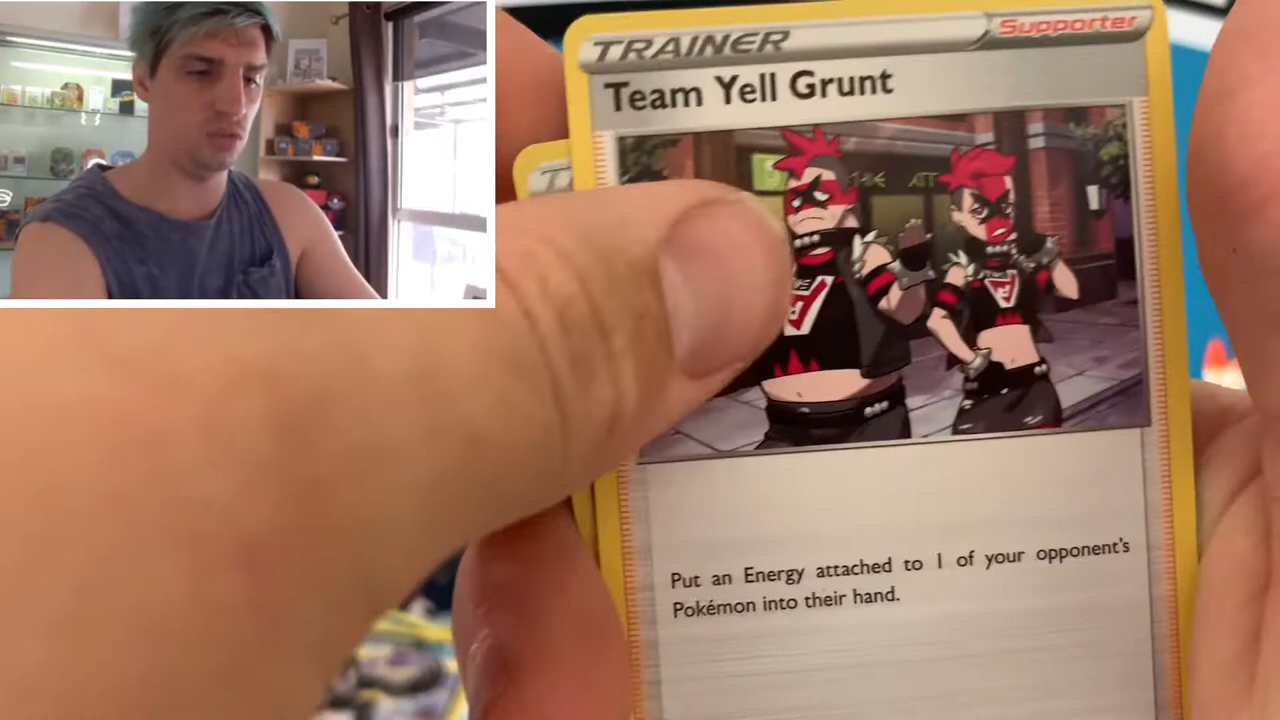 TRAINER
Supporter
Team Yell Grunt
Put an Energy attached to 1 of your opponent's
Pokémon into their hand.